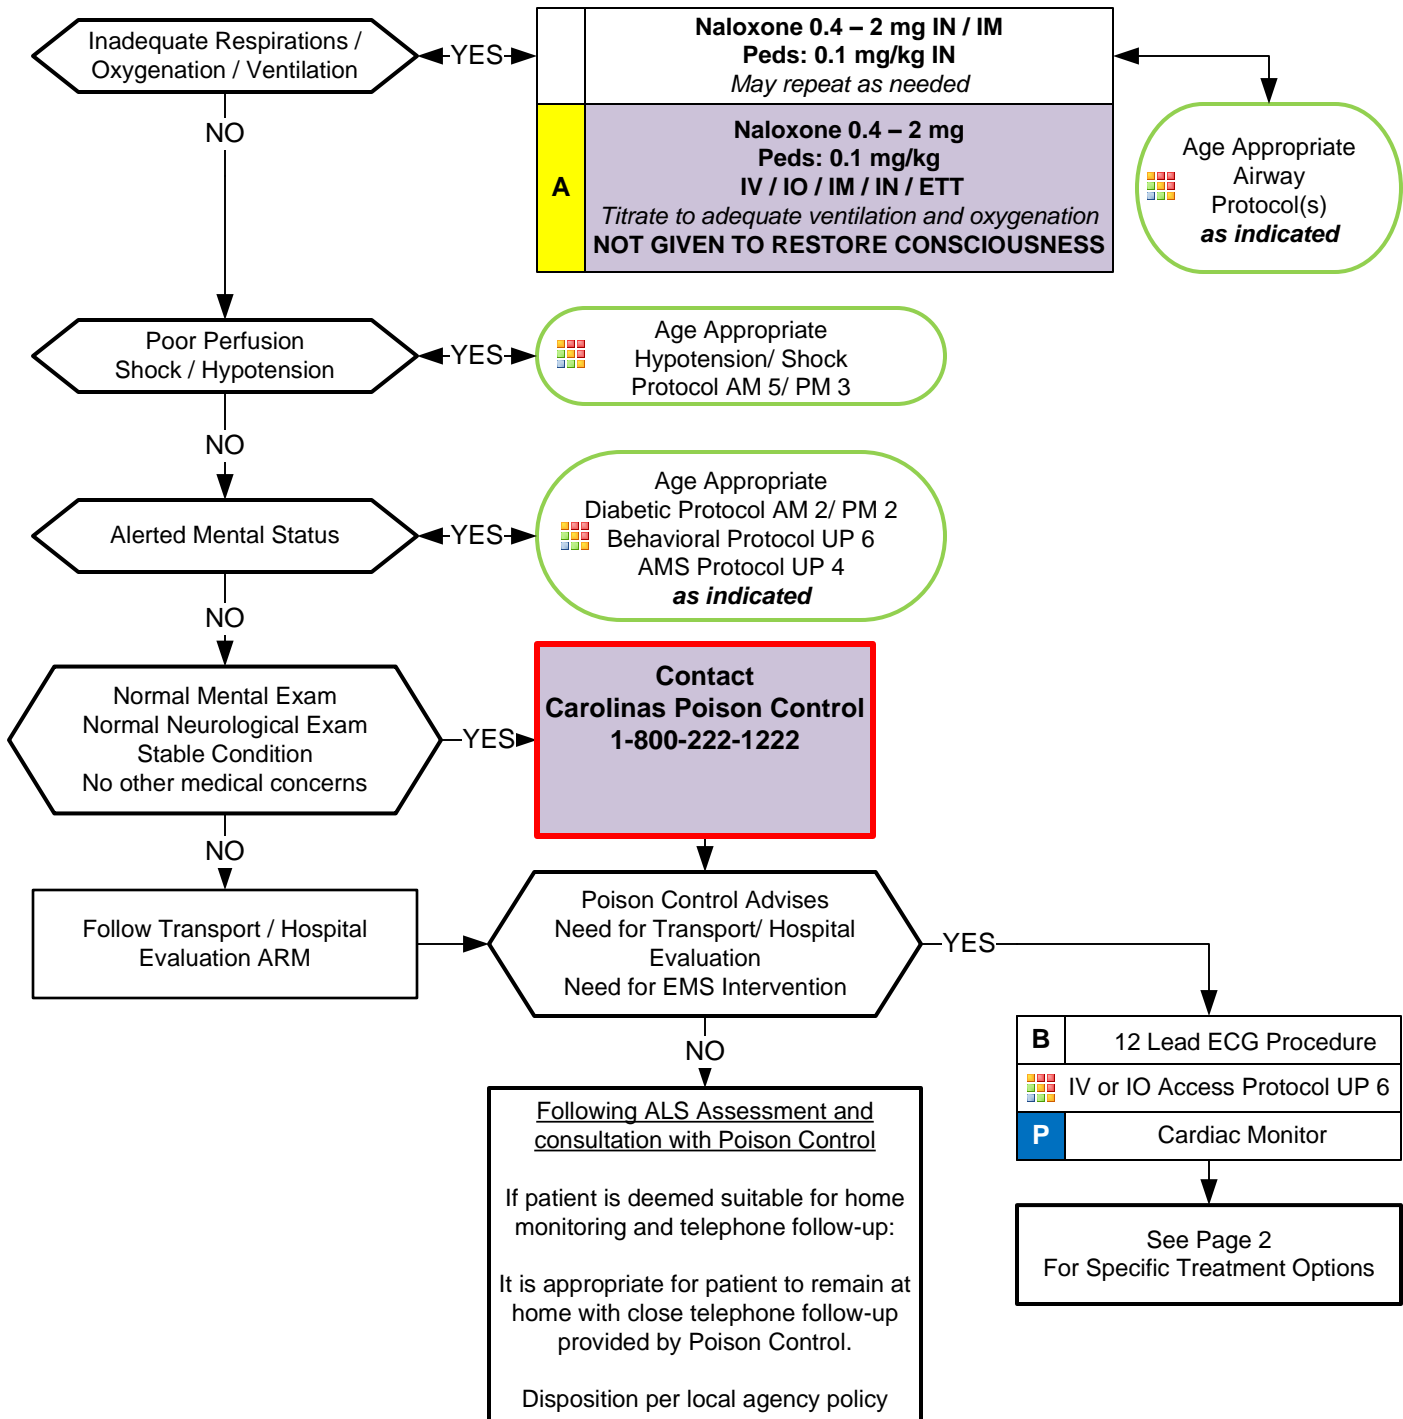 Inadequate Respirations /
Oxygenation / Ventilation
YES
Naloxone 0.4 – 2 mg IN / IM
Peds: 0.1 mg/kg IN
May repeat as needed
A
Naloxone 0.4 – 2 mg
Peds: 0.1 mg/kg
IV / IO / IM / IN / ETT
Titrate to adequate ventilation and oxygenation
NOT GIVEN TO RESTORE CONSCIOUSNESS
Age Appropriate
Airway
Protocol(s)
as indicated
NO
Poor Perfusion
Shock / Hypotension
YES
Age Appropriate
Hypotension/ Shock
Protocol AM 5/ PM 3
NO
Alerted Mental Status
YES
Age Appropriate
Diabetic Protocol AM 2/ PM 2
Behavioral Protocol UP 6
AMS Protocol UP 4
as indicated
NO
Normal Mental Exam
Normal Neurological Exam
Stable Condition
No other medical concerns
YES
Contact
Carolinas Poison Control
1-800-222-1222
NO
Follow Transport / Hospital
Evaluation ARM
Poison Control Advises
Need for Transport/ Hospital
Evaluation
Need for EMS Intervention
YES
NO
B
12 Lead ECG Procedure
IV or IO Access Protocol UP 6
P
Cardiac Monitor
See Page 2
For Specific Treatment Options
Following ALS Assessment and
consultation with Poison Control
If patient is deemed suitable for home
monitoring and telephone follow-up:
It is appropriate for patient to remain at
home with close telephone follow-up
provided by Poison Control.
Disposition per local agency policy